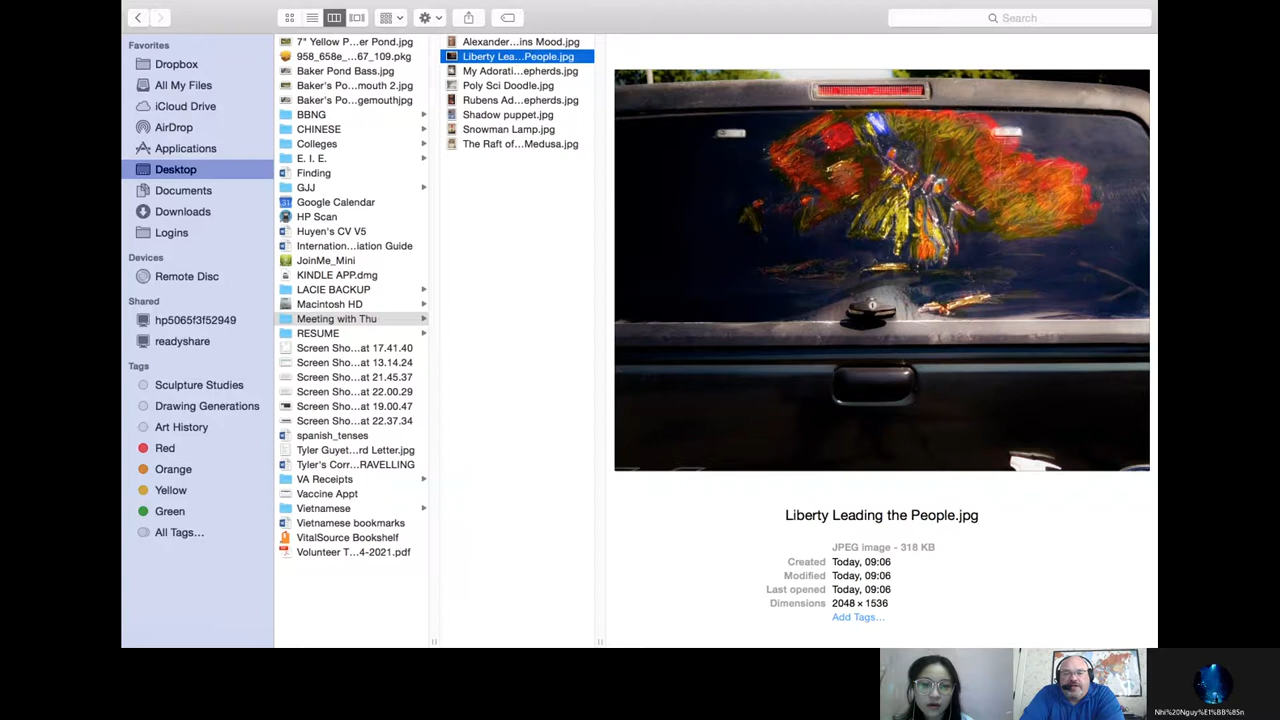 Search
Favorites
Dropbox
All My Files
iCloud Drive
AirDrop
Applications
Desktop
Documents
Downloads
Logins
Devices
Remote Disc
Shared
hp5065f3f52949
readyshare
Tags
Sculpture Studies
Drawing Generations
Art History
Red
Orange
Yellow
Green
All Tags…
7" Yellow P…er Pond.jpg
958_658e_…67_109.pkg
Baker Pond Bass.jpg
Baker's Po…mouth 2.jpg
Baker's Po…gemouthjpg
BBNG
CHINESE
Colleges
E. I. E.
Finding
GJJ
Google Calendar
HP Scan
Huyen's CV V5
Internation…iation Guide
JoinMe_Mini
KINDLE APP.dmg
LACIE BACKUP
Macintosh HD
Meeting with Thu
RESUME
Screen Sho…at 17.41.40
Screen Sho…at 13.14.24
Screen Sho…at 21.45.37
Screen Sho…at 22.00.29
Screen Sho…at 19.00.47
Screen Sho…at 22.37.34
spanish_tenses
Tyler Guyet…rd Letter.jpg
Tyler's Corr…RAVELLING
VA Receipts
Vaccine Appt
Vietnamese
Vietnamese bookmarks
VitalSource Bookshelf
Volunteer T…4-2021.pdf
Alexander…ins Mood.jpg
Liberty Lea…People.jpg
My Adorati…epherds.jpg
Poly Sci Doodle.jpg
Rubens Ad…epherds.jpg
Shadow puppet.jpg
Snowman Lamp.jpg
The Raft of…Medusa.jpg
Liberty Leading the People.jpg
JPEG image - 318 KB
Created Today, 09:06
Modified Today, 09:06
Last opened Today, 09:06
Dimensions 2048 × 1536
Add Tags…
Nhi%20Nguy%E1%BB%85n